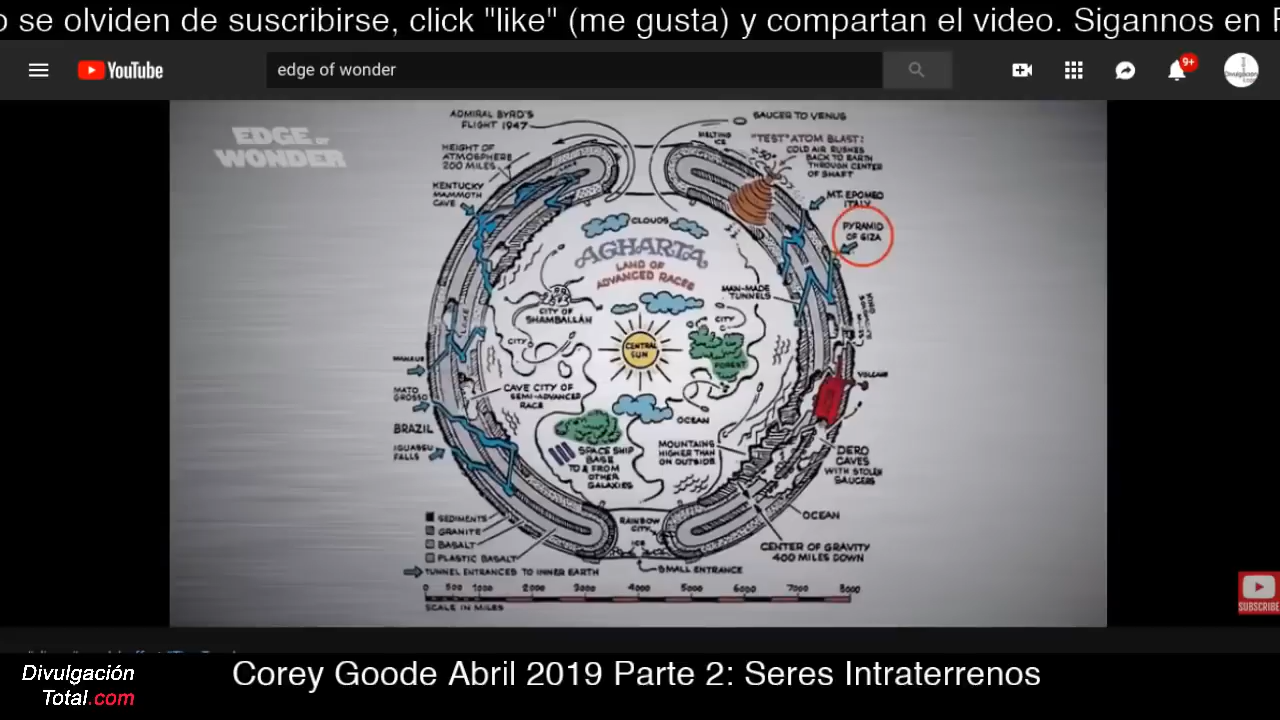 o se olviden de suscribirse, click "like" (me gusta) y compartan el video. Sigannos en F
YouTube
edge of wonder
9+
EDGE OF
WONDER
ADMIRAL BYRD'S
FLIGHT 1947
SAUCER TO VENUS
HEIGHT OF
ATMOSPHERE
200 MILES
MELTING
ICE
"TEST" ATOM BLAST!
COLD AIR RUSHES
BACK TO EARTH
THROUGH CENTER
OF SHAFT
KENTUCKY
MAMMOTH
CAVE
MT. EPOMEO
ITALY
PYRAMID
OF GIZA
CLOUDS
AGHARTA
LAND OF
ADVANCED RACES
MAN-MADE
TUNNELS
CITY OF
SHAMBALLAH
CITY
CITY
CENTRAL
SUN
FOREST
LAKE
VOLCANO
MATO
GROSSO
BRAZIL
IGUASSU
FALLS
CAVE CITY OF
SEMI-ADVANCED
RACE
OCEAN
SPACE SHIP
BASE
TO & FROM
OTHER
GALAXIES
MOUNTAINS
HIGHER THAN
ON OUTSIDE
DERO
CAVES
WITH STOLEN
SAUCERS
OCEAN
CENTER OF GRAVITY
400 MILES DOWN
RAINBOW
CITY
ICE
SMALL ENTRANCE
SEDIMENTS
GRANITE
BASALT
PLASTIC BASALT
TUNNEL ENTRANCES TO INNER EARTH
0 500 1000 2000 3000 4000 5000 6000 7000 8000
SCALE IN MILES
SUBSCRIBE
Divulgación
Total.com
Corey Goode Abril 2019 Parte 2: Seres Intraterrenos